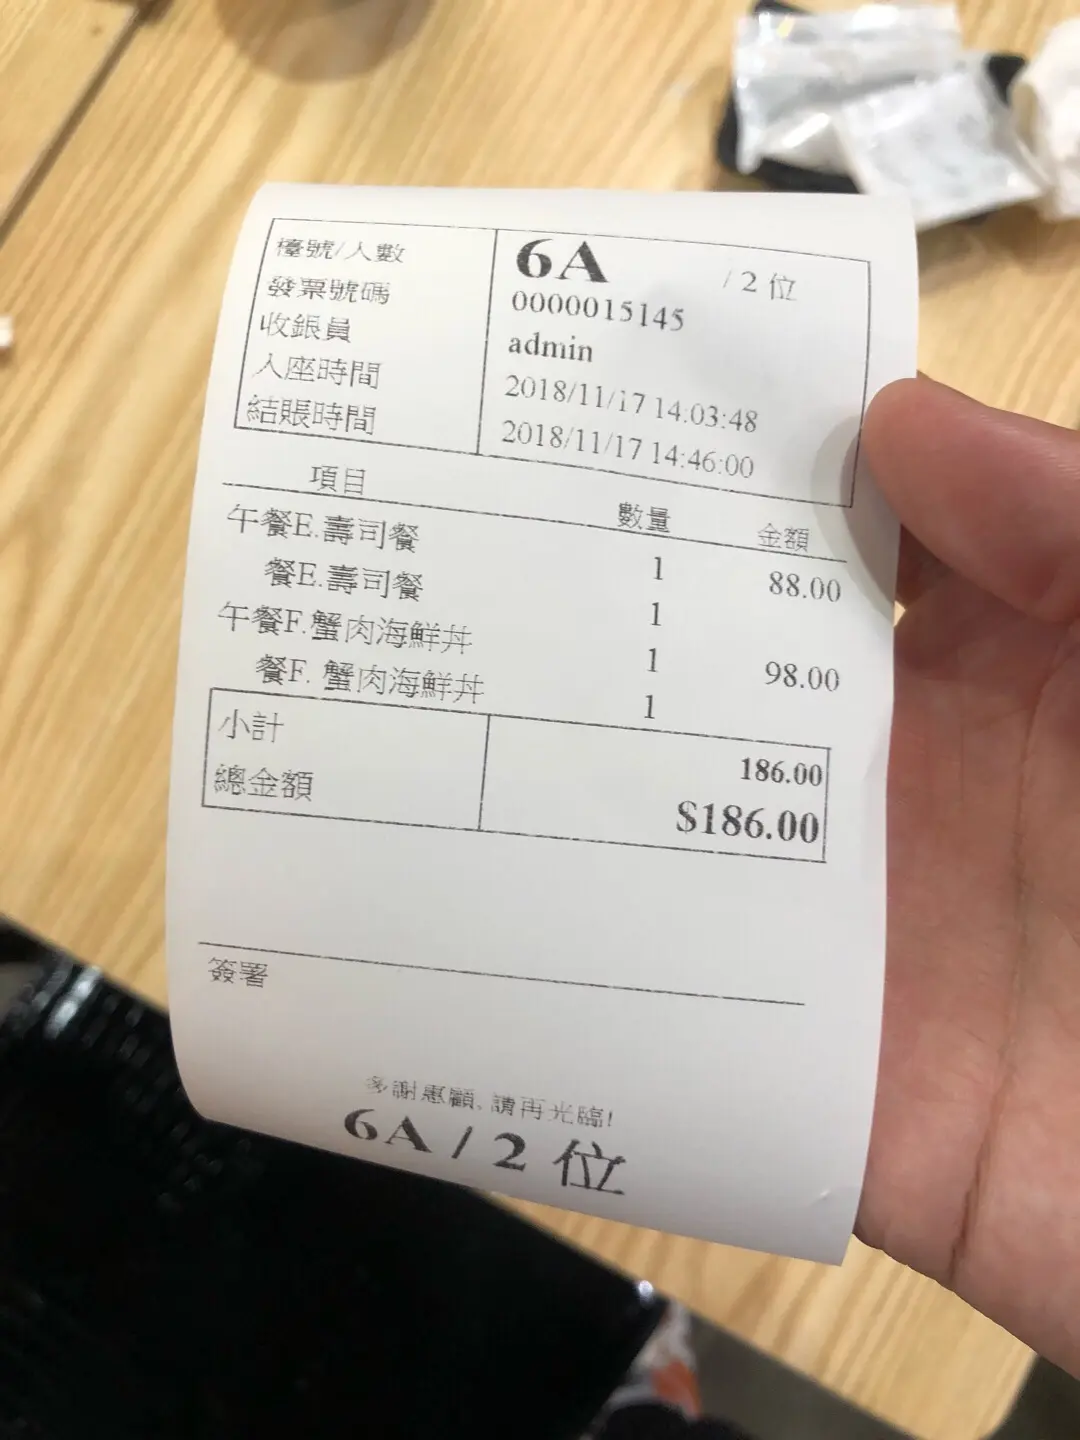 檯號/人數 6A / 2 位
發票號碼 0000015145
收銀員 admin
入座時間 2018/11/17 14:03:48
結賬時間 2018/11/17 14:46:00
項目 數量 金額
午餐E.壽司餐 1 88.00
餐E.壽司餐 1
午餐F.蟹肉海鮮丼 1 98.00
餐F. 蟹肉海鮮丼 1
小計 186.00
總金額 $186.00
簽署
多謝惠顧, 請再光臨!
6A / 2 位